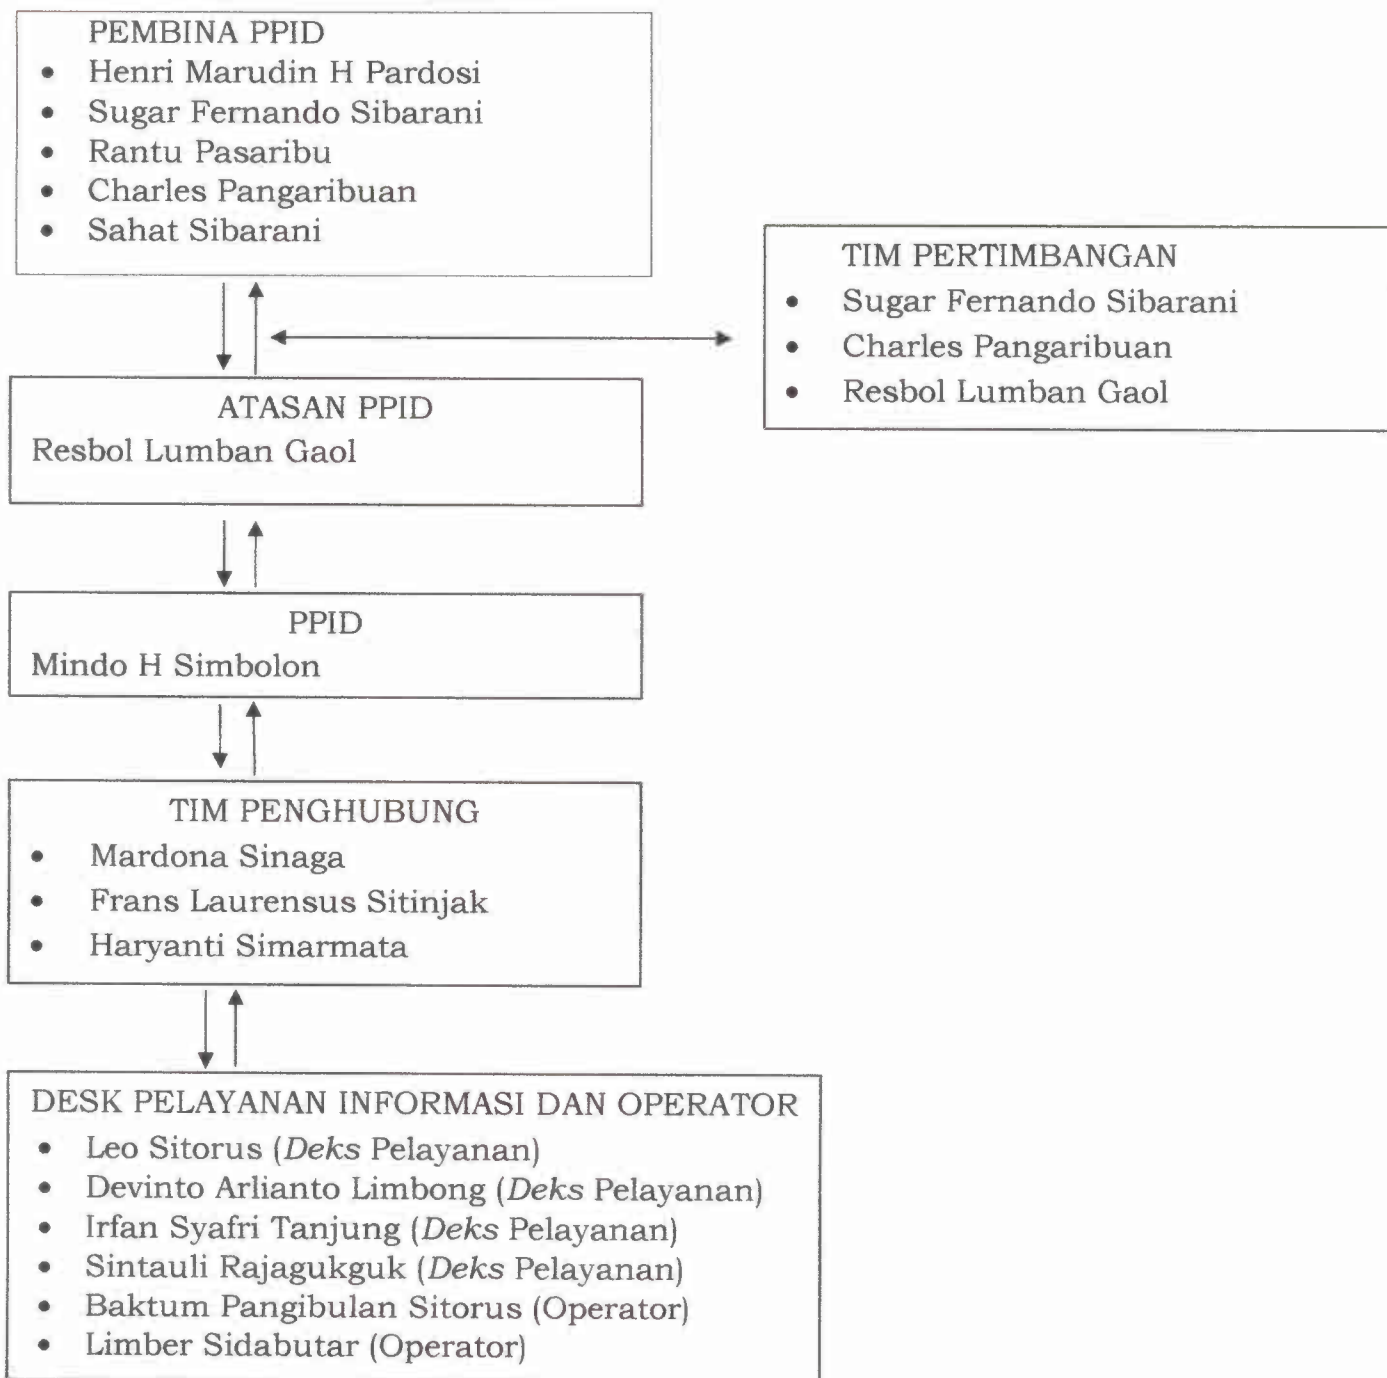 PEMBINA PPID
• Henri Marudin H Pardosi
• Sugar Fernando Sibarani
• Rantu Pasaribu
• Charles Pangaribuan
• Sahat Sibarani
TIM PERTIMBANGAN
• Sugar Fernando Sibarani
• Charles Pangaribuan
• Resbol Lumban Gaol
ATASAN PPID
Resbol Lumban Gaol
PPID
Mindo H Simbolon
TIM PENGHUBUNG
• Mardona Sinaga
• Frans Laurensus Sitinjak
• Haryanti Simarmata
DESK PELAYANAN INFORMASI DAN OPERATOR
• Leo Sitorus (Deks Pelayanan)
• Devinto Arlianto Limbong (Deks Pelayanan)
• Irfan Syafri Tanjung (Deks Pelayanan)
• Sintauli Rajagukguk (Deks Pelayanan)
• Baktum Pangibulan Sitorus (Operator)
• Limber Sidabutar (Operator)